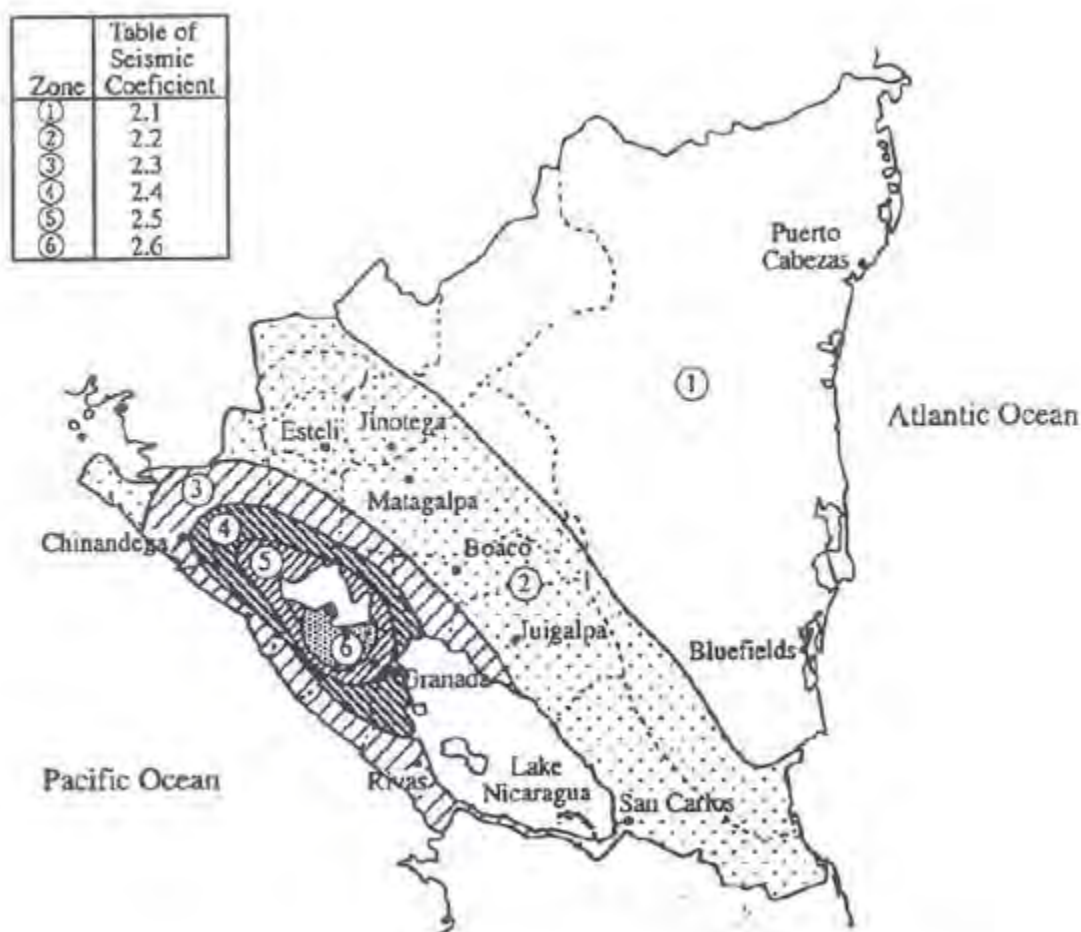 Table of
Seismic
Zone Coeficient
① 2.1
② 2.2
③ 2.3
④ 2.4
⑤ 2.5
⑥ 2.6
Puerto
Cabezas
①
Atlantic Ocean
Jinotega
Esteli
③
Matagalpa
④
Chinandega
Boaco
⑤
②
Juigalpa
⑥
Bluefields
Granada
Lake
Nicaragua
Pacific Ocean
Rivas
San Carlos